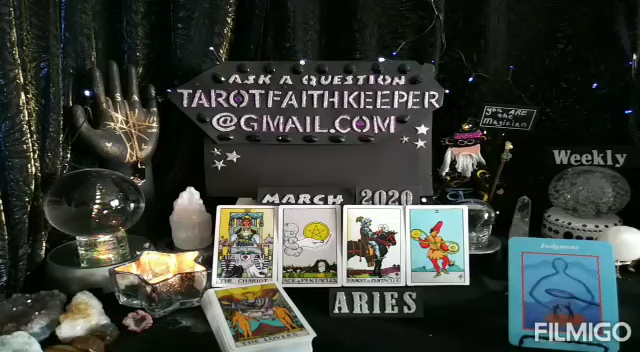 ASK A QUESTION
TAROTFAITHKEEPER
@GMAIL.COM
you ARE
the
Magician
Weekly
MARCH 2020
THE CHARIOT
ACE of PENTACLES
KNIGHT of PENTACLES
ARIES
THE LOVERS
Judgement
FILMIGO